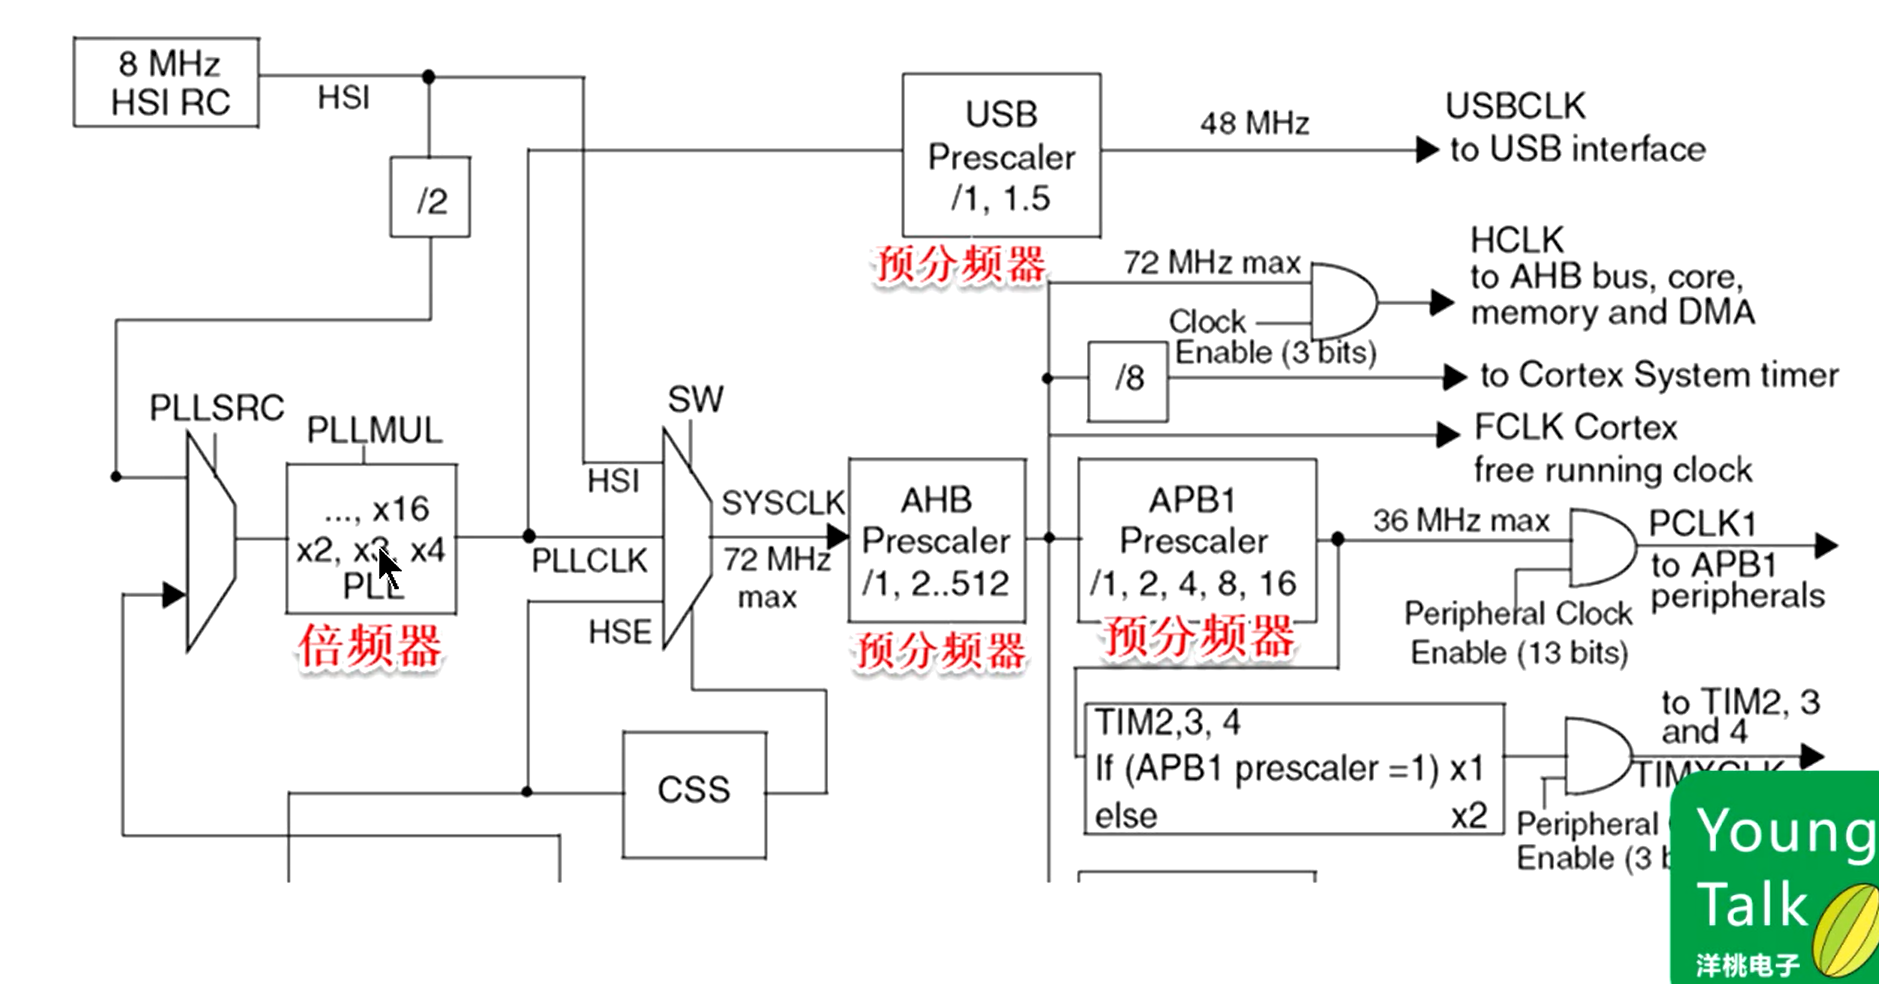 8 MHz
HSI RC
HSI
/2
USB
Prescaler
/1, 1.5
预分频器
48 MHz
USBCLK
to USB interface
72 MHz max
Clock
Enable (3 bits)
HCLK
to AHB bus, core,
memory and DMA
/8
to Cortex System timer
FCLK Cortex
free running clock
PLLSRC
PLLMUL
..., x16
x2, x3, x4
PLL
倍频器
SW
HSI
PLLCLK
HSE
SYSCLK
72 MHz
max
AHB
Prescaler
/1, 2..512
预分频器
APB1
Prescaler
/1, 2, 4, 8, 16
预分频器
36 MHz max
PCLK1
to APB1
peripherals
Peripheral Clock
Enable (13 bits)
CSS
TIM2,3, 4
If (APB1 prescaler =1) x1
else x2
to TIM2, 3
and 4
TIMXCLK
Peripheral
Enable (3 b
Young
Talk
洋桃电子